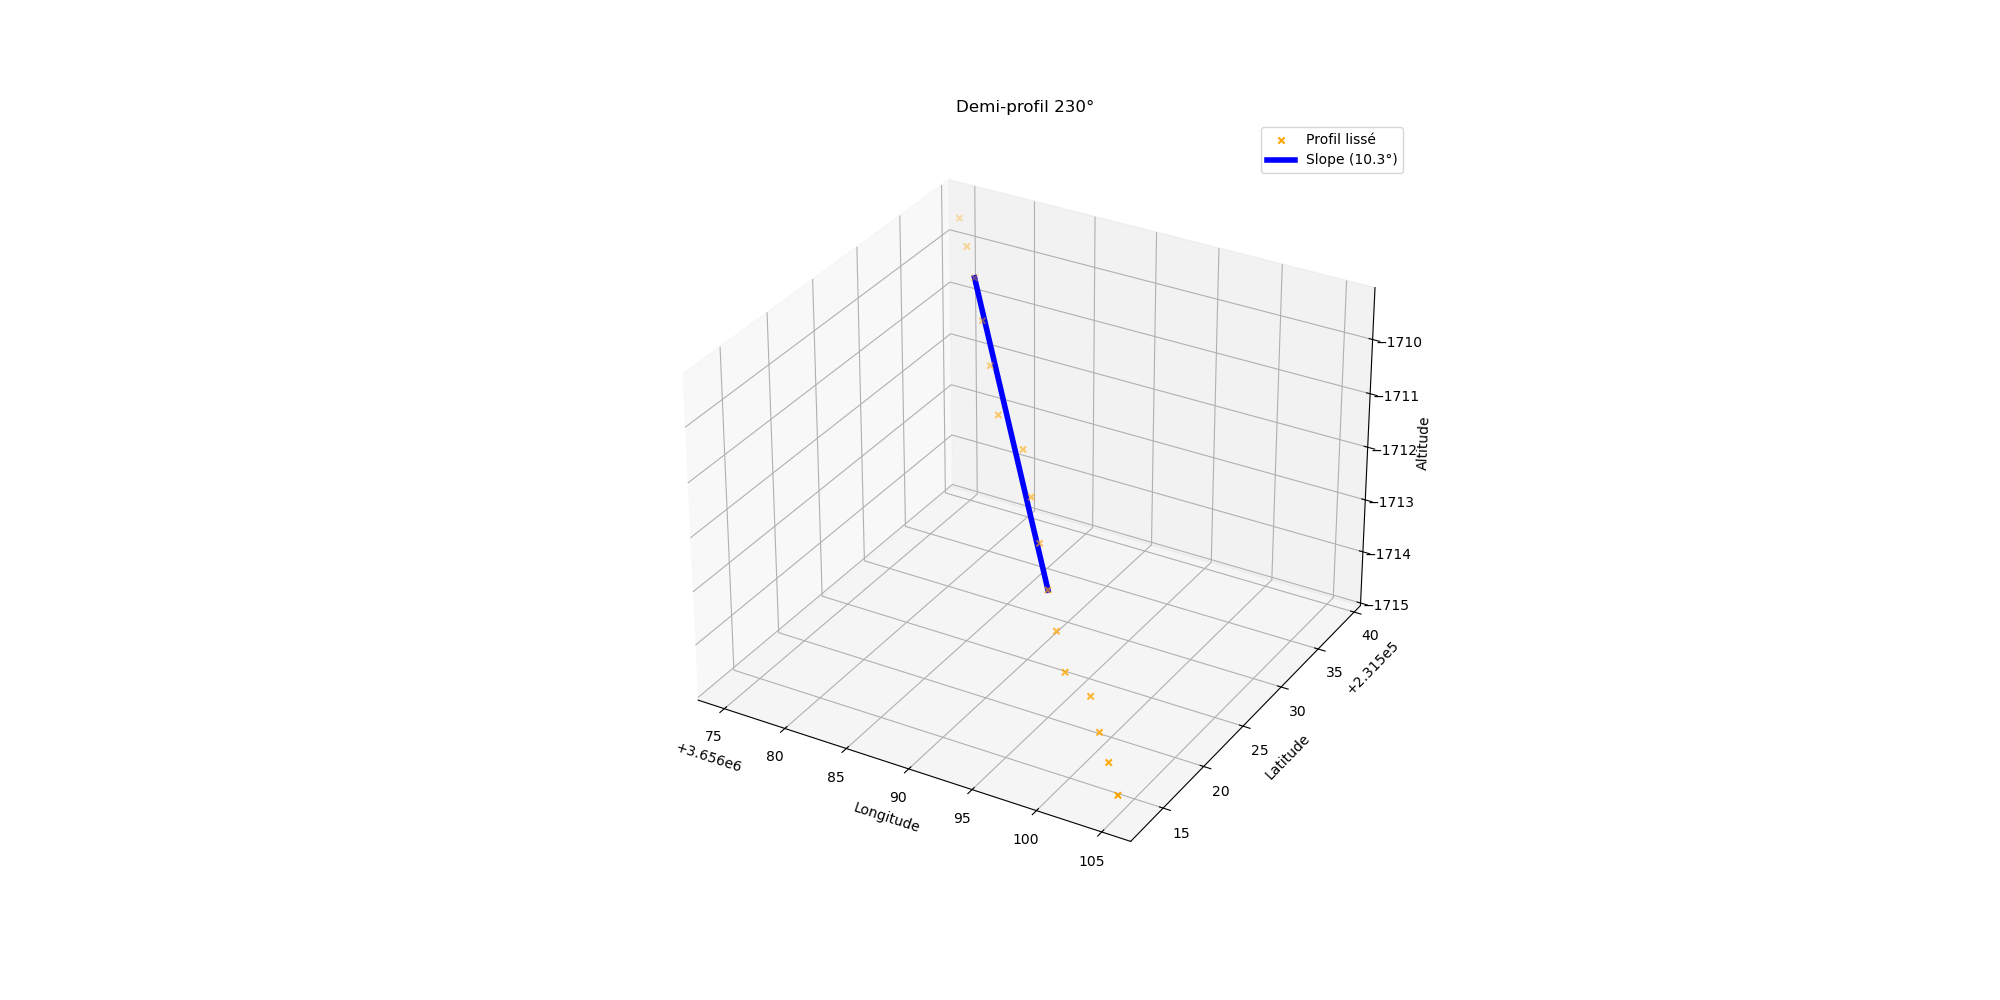 Demi-profil 230°
Profil lissé
Slope (10.3°)
−1710
−1711
−1712
−1713
−1714
−1715
Altitude
40
35
30
25
20
15
+2.315e5
Latitude
75
80
85
90
95
100
105
+3.656e6
Longitude